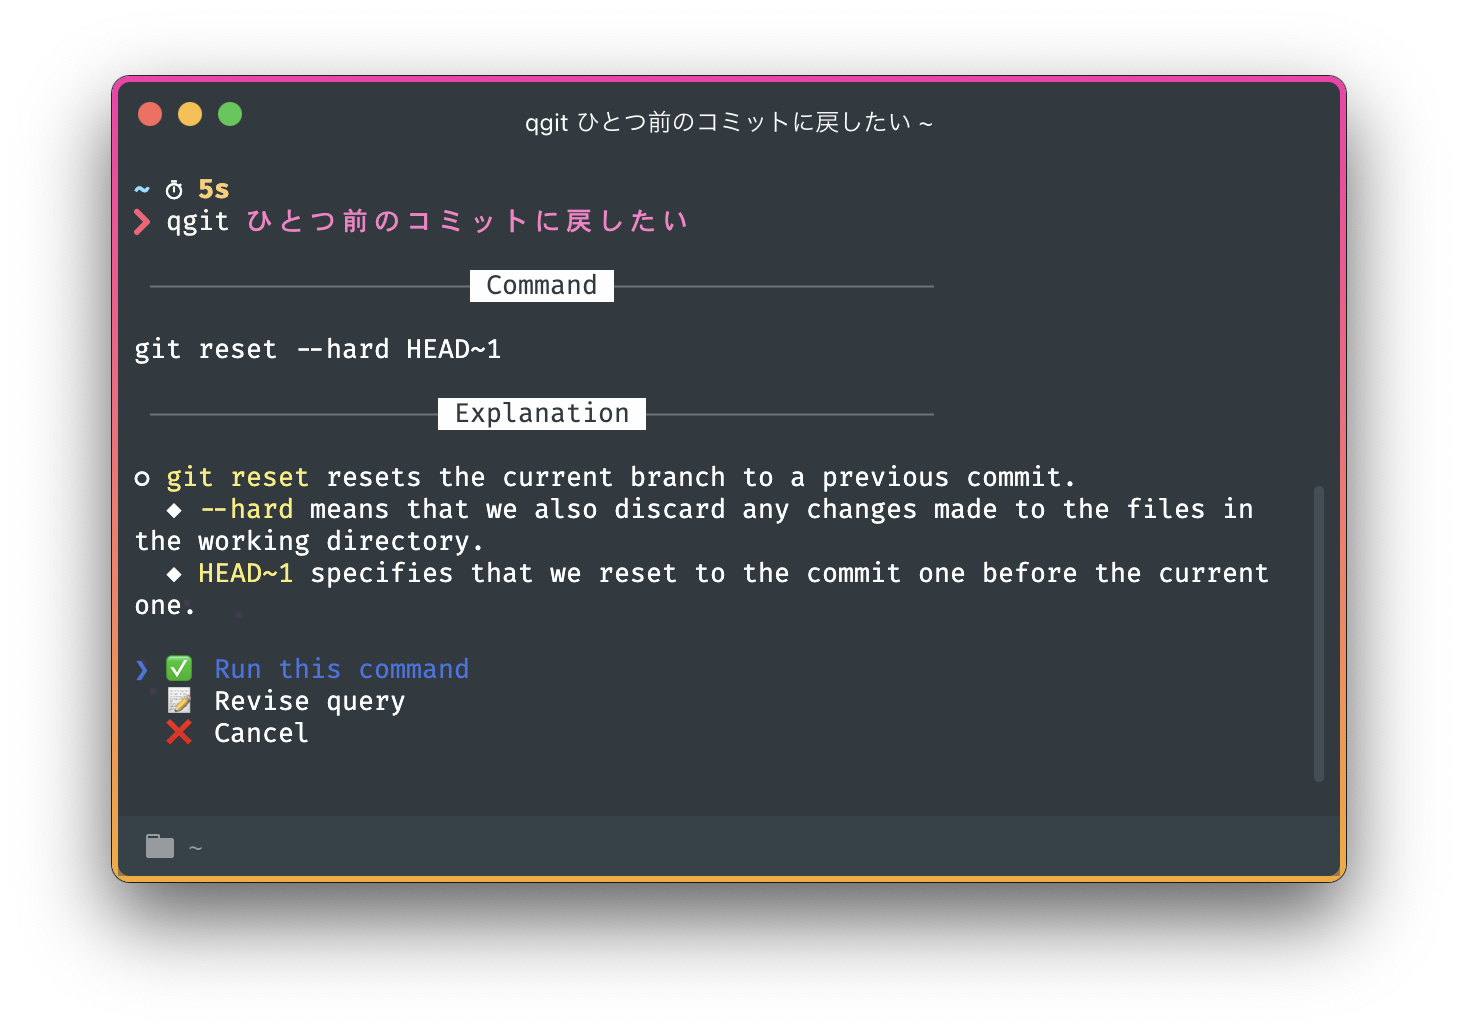 qgit ひとつ前のコミットに戻したい ~
~ ⏱ 5s
❯ qgit ひとつ前のコミットに戻したい
Command
git reset --hard HEAD~1
Explanation
○ git reset resets the current branch to a previous commit.
◆ --hard means that we also discard any changes made to the files in
the working directory.
◆ HEAD~1 specifies that we reset to the commit one before the current
one.
❯ ✅ Run this command
📝 Revise query
❌ Cancel
~